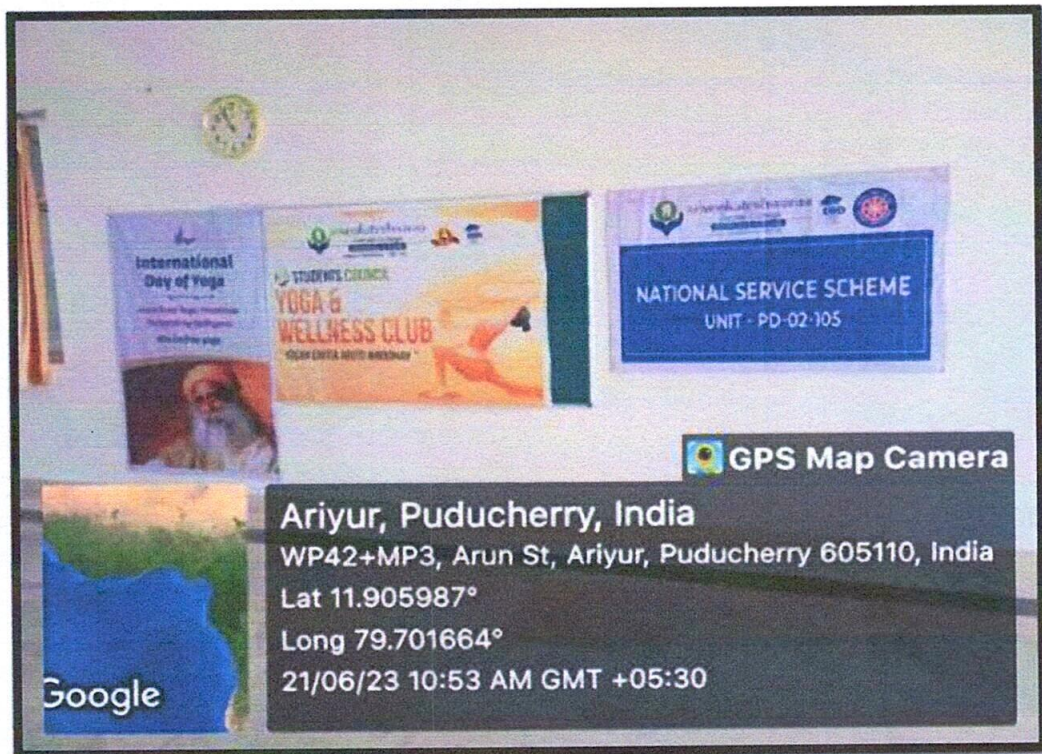 International
Day of Yoga
STUDENTS COUNCIL
YOGA &
WELLNESS CLUB
NATIONAL SERVICE SCHEME
UNIT - PD-02-105
GPS Map Camera
Ariyur, Puducherry, India
WP42+MP3, Arun St, Ariyur, Puducherry 605110, India
Lat 11.905987°
Long 79.701664°
21/06/23 10:53 AM GMT +05:30
Google